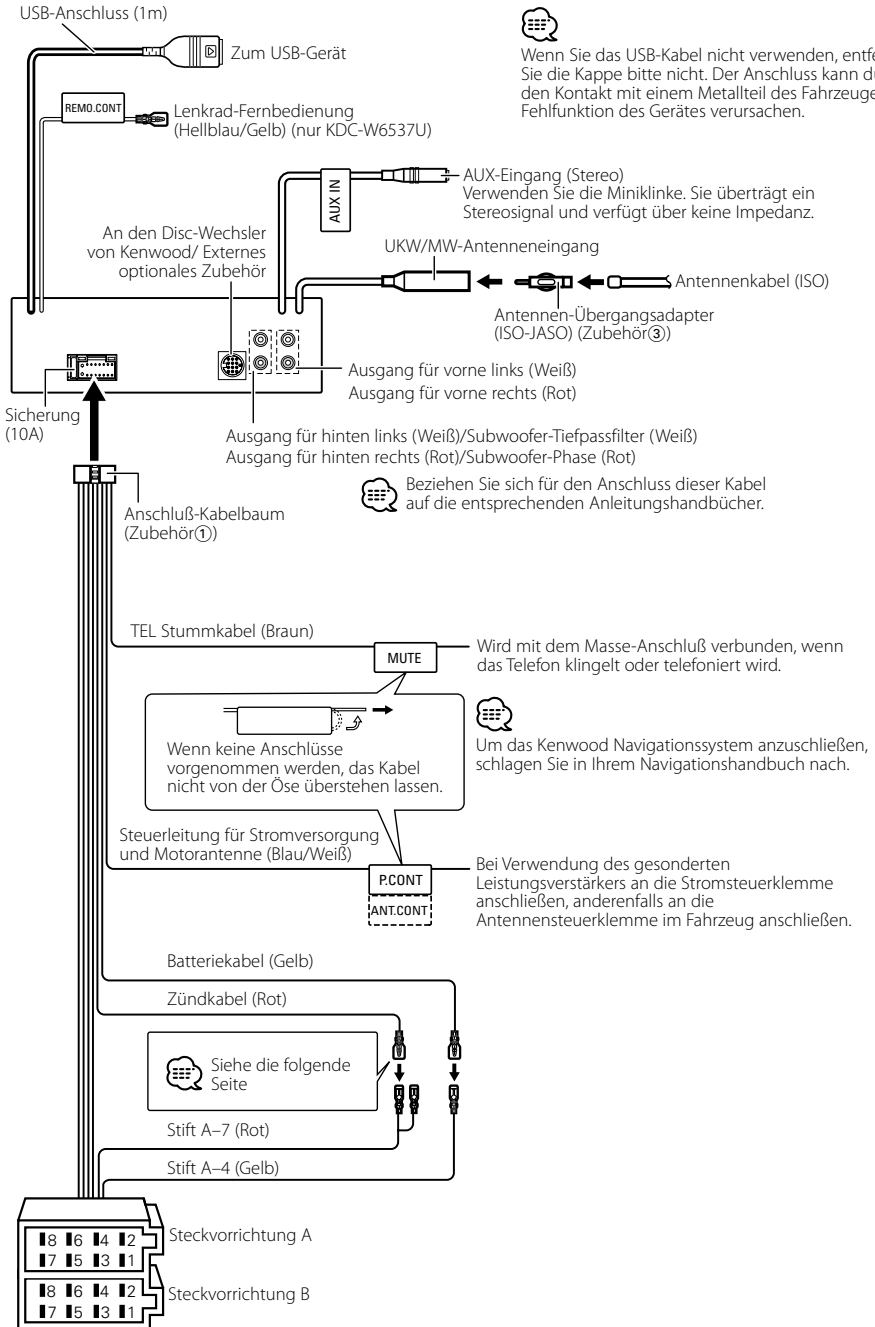 USB-Anschluss (1m)
Zum USB-Gerät
Wenn Sie das USB-Kabel nicht verwenden,
Sie die Kappe bitte nicht. Der Anschluss kann
den Kontakt mit einem Metallteil des
Fehlfunktion des Gerätes verursachen.
REMO.CONT
Lenkrad-Fernbedienung
(Hellblau/Gelb) (nur KDC-W6537U)
AUX IN
AUX-Eingang (Stereo)
Verwenden Sie die Miniklinke. Sie überträgt ein
Stereosignal und verfügt über keine Impedanz.
An den Disc-Wechsler
von Kenwood/ Externes
optionales Zubehör
UKW/MW-Antenneneingang
Antennenkabel (ISO)
Antennen-Übergangsadapter
(ISO-JASO) (Zubehör③)
Ausgang für vorne links (Weiß)
Ausgang für vorne rechts (Rot)
Sicherung
(10A)
Ausgang für hinten links (Weiß)/Subwoofer-Tiefpassfilter (Weiß)
Ausgang für hinten rechts (Rot)/Subwoofer-Phase (Rot)
Beziehen Sie sich für den Anschluss dieser Kabel
auf die entsprechenden Anleitungshandbücher.
Anschluß-Kabelbaum
(Zubehör①)
TEL Stummkabel (Braun)
MUTE
Wird mit dem Masse-Anschluß verbunden, wenn
das Telefon klingelt oder telefoniert wird.
Wenn keine Anschlüsse
vorgenommen werden, das Kabel
nicht von der Öse überstehen lassen.
Um das Kenwood Navigationssystem anzuschließen,
schlagen Sie in Ihrem Navigationshandbuch nach.
Steuerleitung für Stromversorgung
und Motorantenne (Blau/Weiß)
P.CONT
ANT.CONT
Bei Verwendung des gesonderten
Leistungsverstärkers an die Stromsteuerklemme
anschließen, anderenfalls an die
Antennensteuerklemme im Fahrzeug anschließen.
Batteriekabel (Gelb)
Zündkabel (Rot)
Siehe die folgende
Seite
Stift A–7 (Rot)
Stift A–4 (Gelb)
8 6 4 2
7 5 3 1
Steckvorrichtung A
8 6 4 2
7 5 3 1
Steckvorrichtung B